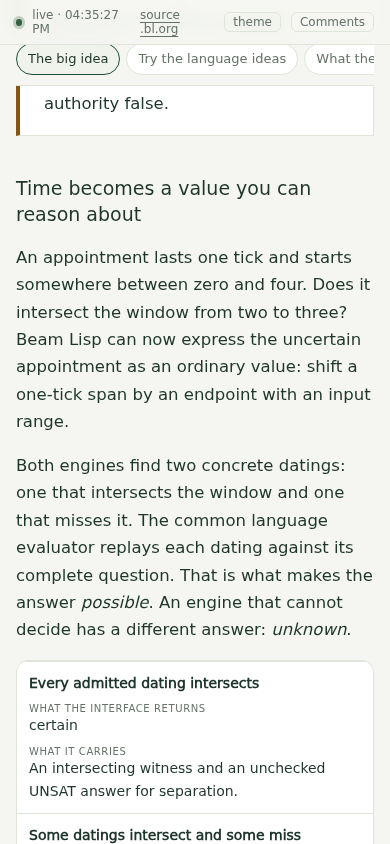 live · 04:35:27 PM
source .bl.org
theme
Comments
The big idea
Try the language ideas
What the
authority false.
Time becomes a value you can
reason about
An appointment lasts one tick and starts
somewhere between zero and four. Does it
intersect the window from two to three?
Beam Lisp can now express the uncertain
appointment as an ordinary value: shift a
one-tick span by an endpoint with an input
range.
Both engines find two concrete datings:
one that intersects the window and one
that misses it. The common language
evaluator replays each dating against its
complete question. That is what makes the
answer possible. An engine that cannot
decide has a different answer: unknown.
Every admitted dating intersects
WHAT THE INTERFACE RETURNS
certain
WHAT IT CARRIES
An intersecting witness and an unchecked
UNSAT answer for separation.
Some datings intersect and some miss